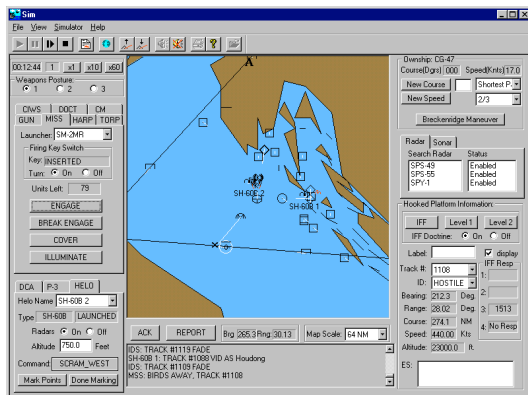 Sim
File View Simulator Help
00:12:44 1 x1 x10 x60
Weapons Posture:
1 2 3
CIWS DOCT CM
GUN MISS HARP TORP
Launcher: SM-2MR
Firing Key Switch
Key: INSERTED
Turn: On Off
Units Left: 79
ENGAGE
BREAK ENGAGE
COVER
ILLUMINATE
DCA P-3 HELO
Helo Name SH-60B 2
Type SH-60B LAUNCHED
Radars On Off
Altitude 750.0 Feet
Command: SCRAM_WEST
Mark Points Done Marking
SH-60B 2
SH-60B 1
ACK REPORT Brg 265.3 Rng 30.13 Map Scale: 64 NM
IDS: TRACK #1119 FADE
SH-60B 1: TRACK #1088 VID AS Houdong
IDS: TRACK #1109 FADE
MSS: BIRDS AWAY, TRACK #1108
Ownship: CG-47
Course(Dgrs) 000 Speed(Knts) 17.0
New Course Shortest P
New Speed 2/3
Breckenridge Maneuver
Radar Sonar
Search Radar Status
SPS-49 Enabled
SPS-55 Enabled
SPY-1 Enabled
Hooked Platform Information:
IFF Level 1 Level 2
IFF Doctrine: On Off
Label: display
Track #: 1108 IFF Resp
ID: HOSTILE 1:
Bearing: 212.3 Deg. 2:
Range: 28.02 Deg. 3: 1513
Course: 274.1 NM
Speed: 440.00 Kts 4: No Resp
Altitude: 23000.0 ft.
ES: